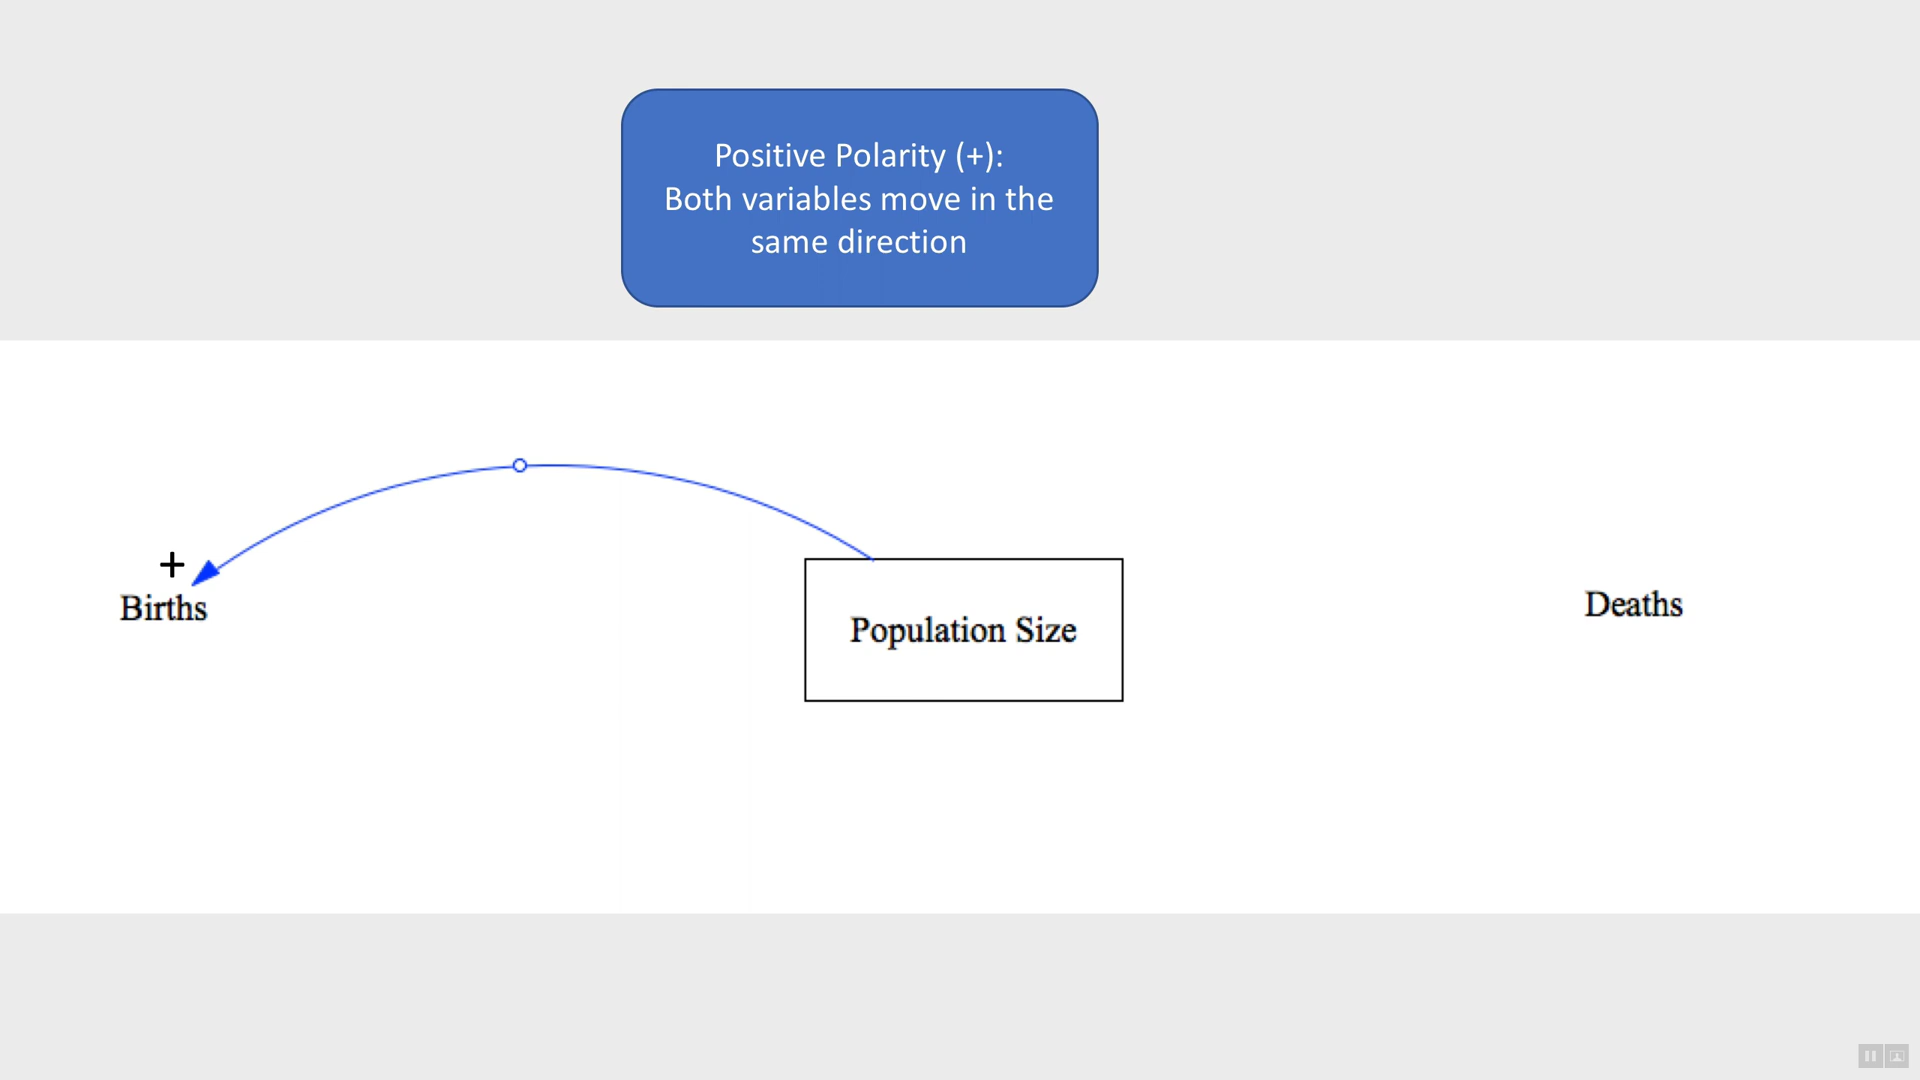 Positive Polarity (+):
Both variables move in the
same direction
+
Births
Population Size
Deaths